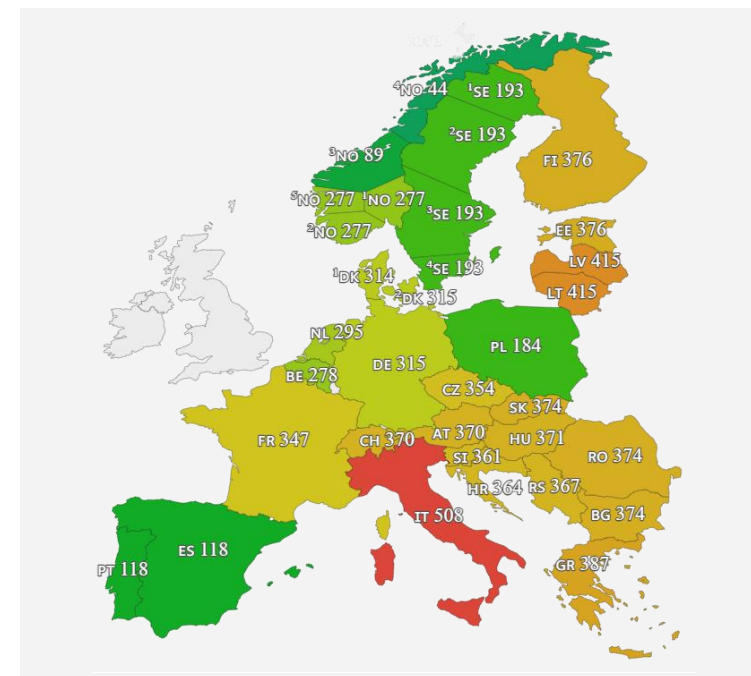 ⁴NO 44
¹SE 193
²SE 193
³NO 89
FI 376
⁵NO 277
¹NO 277
³SE 193
²NO 277
EE 376
⁴SE 193
LV 415
¹DK 314
LT 415
²DK 315
NL 295
PL 184
DE 315
BE 278
CZ 354
SK 374
FR 347
CH 370
AT 370
HU 371
SI 361
RO 374
HR 364
RS 367
BG 374
IT 508
ES 118
PT 118
GR 387